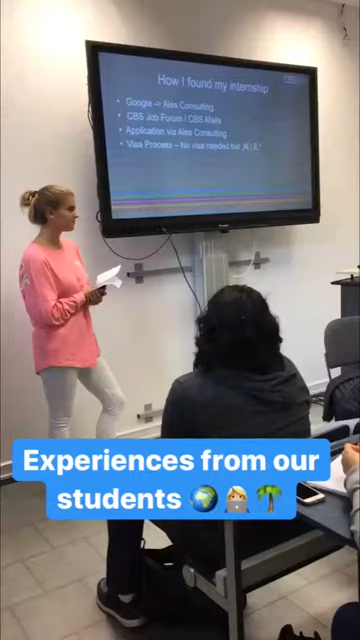 How I found my internship
CBS
• Google -> Ales Consulting
• CBS Job Forum / CBS Mails
• Application via Ales Consulting
• Visa Process – No visa needed but „N.I.E."
Experiences from our
students 🌍 👩🏼‍💻 🌴